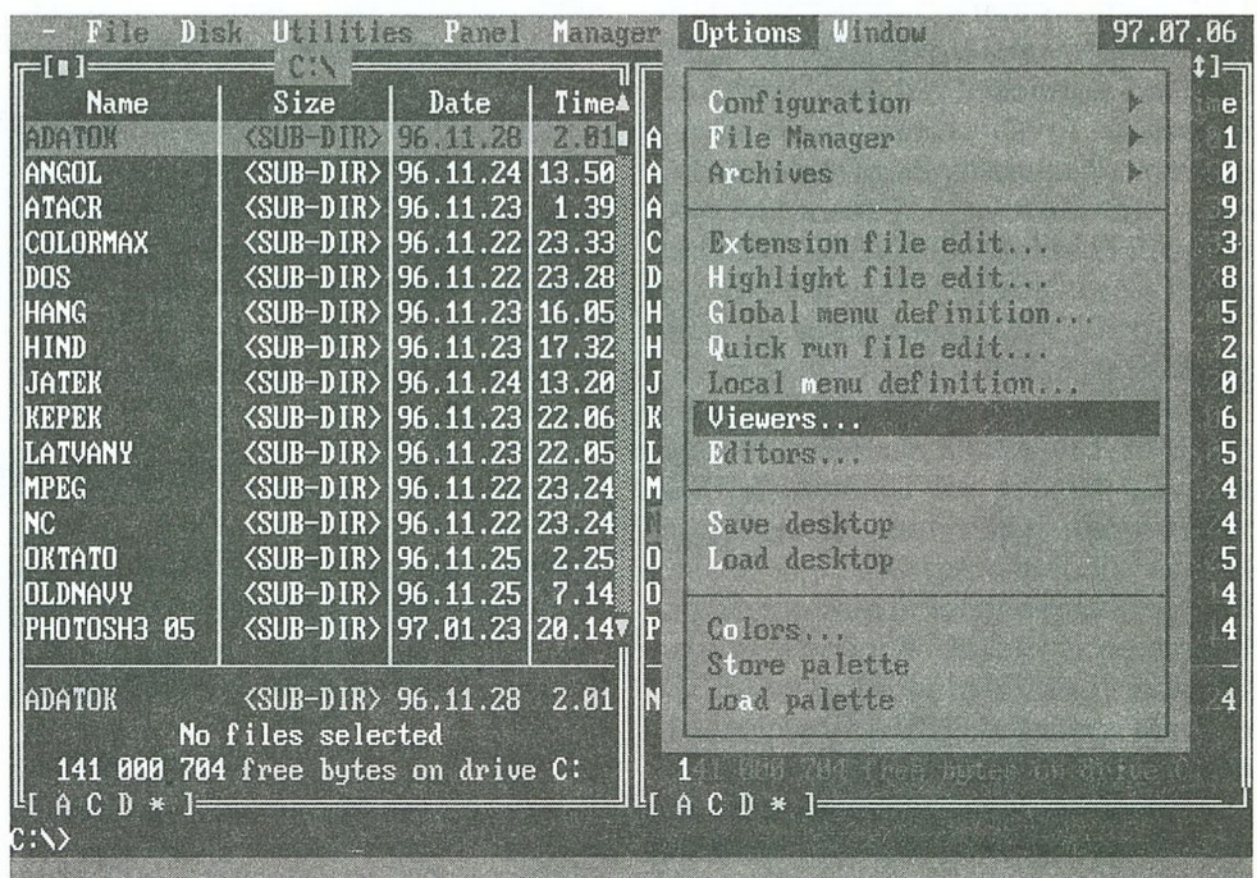 - File Disk Utilities Panel Manager Options Window 97.07.06
C:\
Name Size Date Time
ADATOK <SUB-DIR> 96.11.28 2.01
ANGOL <SUB-DIR> 96.11.24 13.50
ATACR <SUB-DIR> 96.11.23 1.39
COLORMAX <SUB-DIR> 96.11.22 23.33
DOS <SUB-DIR> 96.11.22 23.28
HANG <SUB-DIR> 96.11.23 16.05
HIND <SUB-DIR> 96.11.23 17.32
JATEK <SUB-DIR> 96.11.24 13.20
KEPEK <SUB-DIR> 96.11.23 22.06
LATVANY <SUB-DIR> 96.11.23 22.05
MPEG <SUB-DIR> 96.11.22 23.24
NC <SUB-DIR> 96.11.22 23.24
OKTATO <SUB-DIR> 96.11.25 2.25
OLDNAVY <SUB-DIR> 96.11.25 7.14
PHOTOSH3 05 <SUB-DIR> 97.01.23 20.14
ADATOK <SUB-DIR> 96.11.28 2.01
No files selected
141 000 704 free bytes on drive C:
[ A C D * ]
C:\>
Configuration
File Manager
Archives
Extension file edit...
Highlight file edit...
Global menu definition...
Quick run file edit...
Local menu definition...
Viewers...
Editors...
Save desktop
Load desktop
Colors...
Store palette
Load palette
141 000 704 free bytes on drive C:
[ A C D * ]